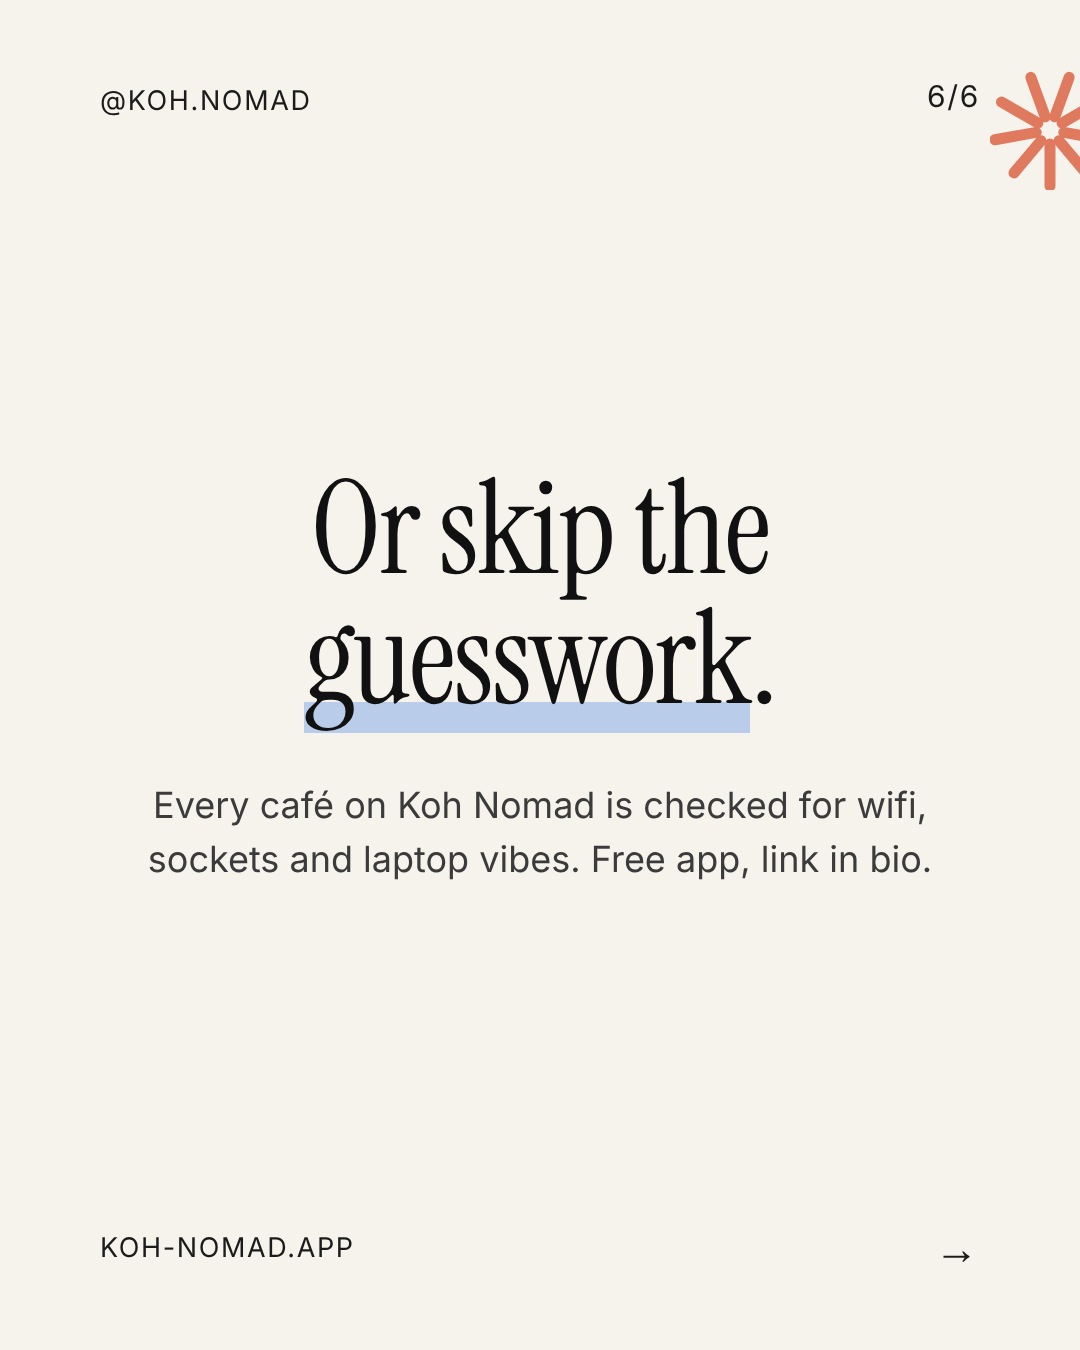 @KOH.NOMAD
6/6
Or skip the
guesswork.
Every café on Koh Nomad is checked for wifi,
sockets and laptop vibes. Free app, link in bio.
KOH-NOMAD.APP
→